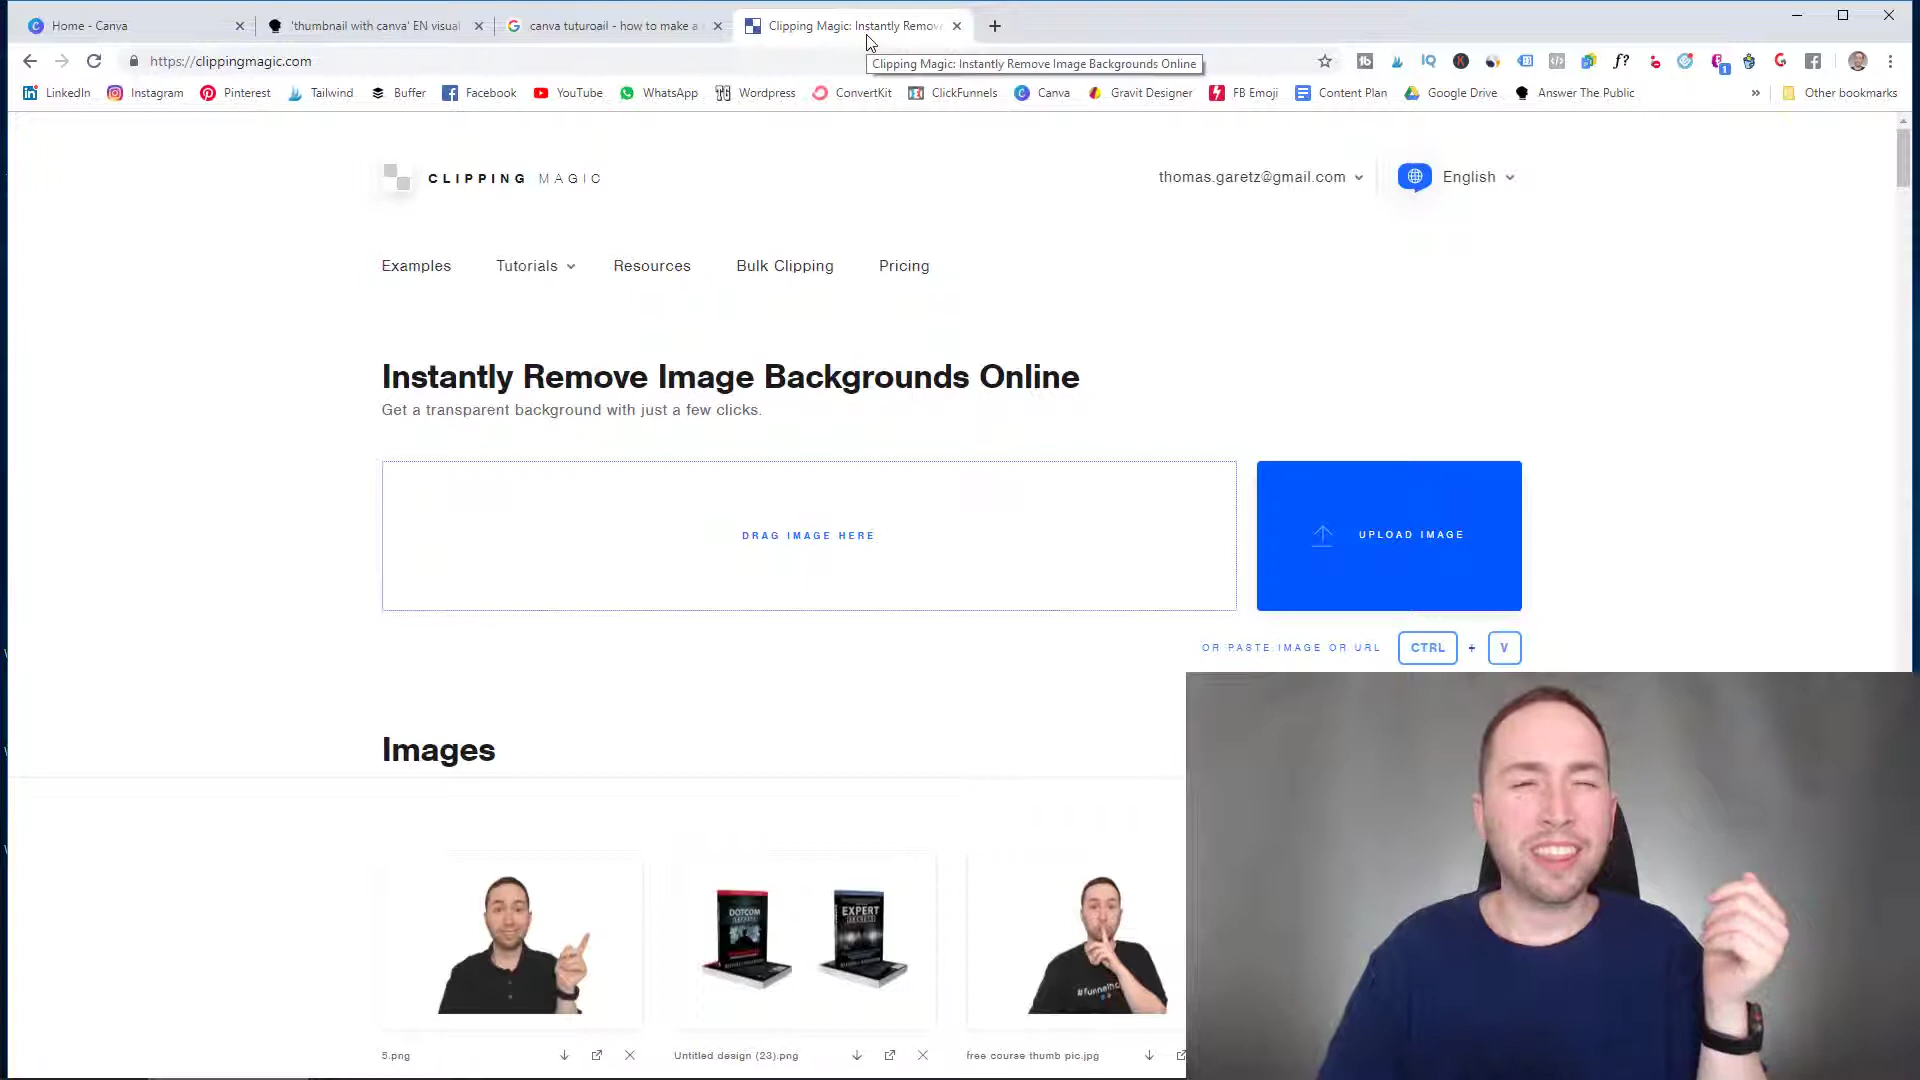 Home - Canva
'thumbnail with canva' EN visual
canva tuturoail - how to make a
Clipping Magic: Instantly Remov
https://clippingmagic.com
Clipping Magic: Instantly Remove Image Backgrounds Online
LinkedIn Instagram Pinterest Tailwind Buffer Facebook YouTube WhatsApp Wordpress ConvertKit ClickFunnels Canva Gravit Designer FB Emoji Content Plan Google Drive Answer The Public » Other bookmarks
CLIPPING MAGIC
thomas.garetz@gmail.com
English
Examples Tutorials Resources Bulk Clipping Pricing
Instantly Remove Image Backgrounds Online
Get a transparent background with just a few clicks.
DRAG IMAGE HERE
UPLOAD IMAGE
OR PASTE IMAGE OR URL CTRL + V
Images
DOTCOM
SECRETS
EXPERT
SECRETS
5.png
Untitled design (23).png
free course thumb pic.jpg